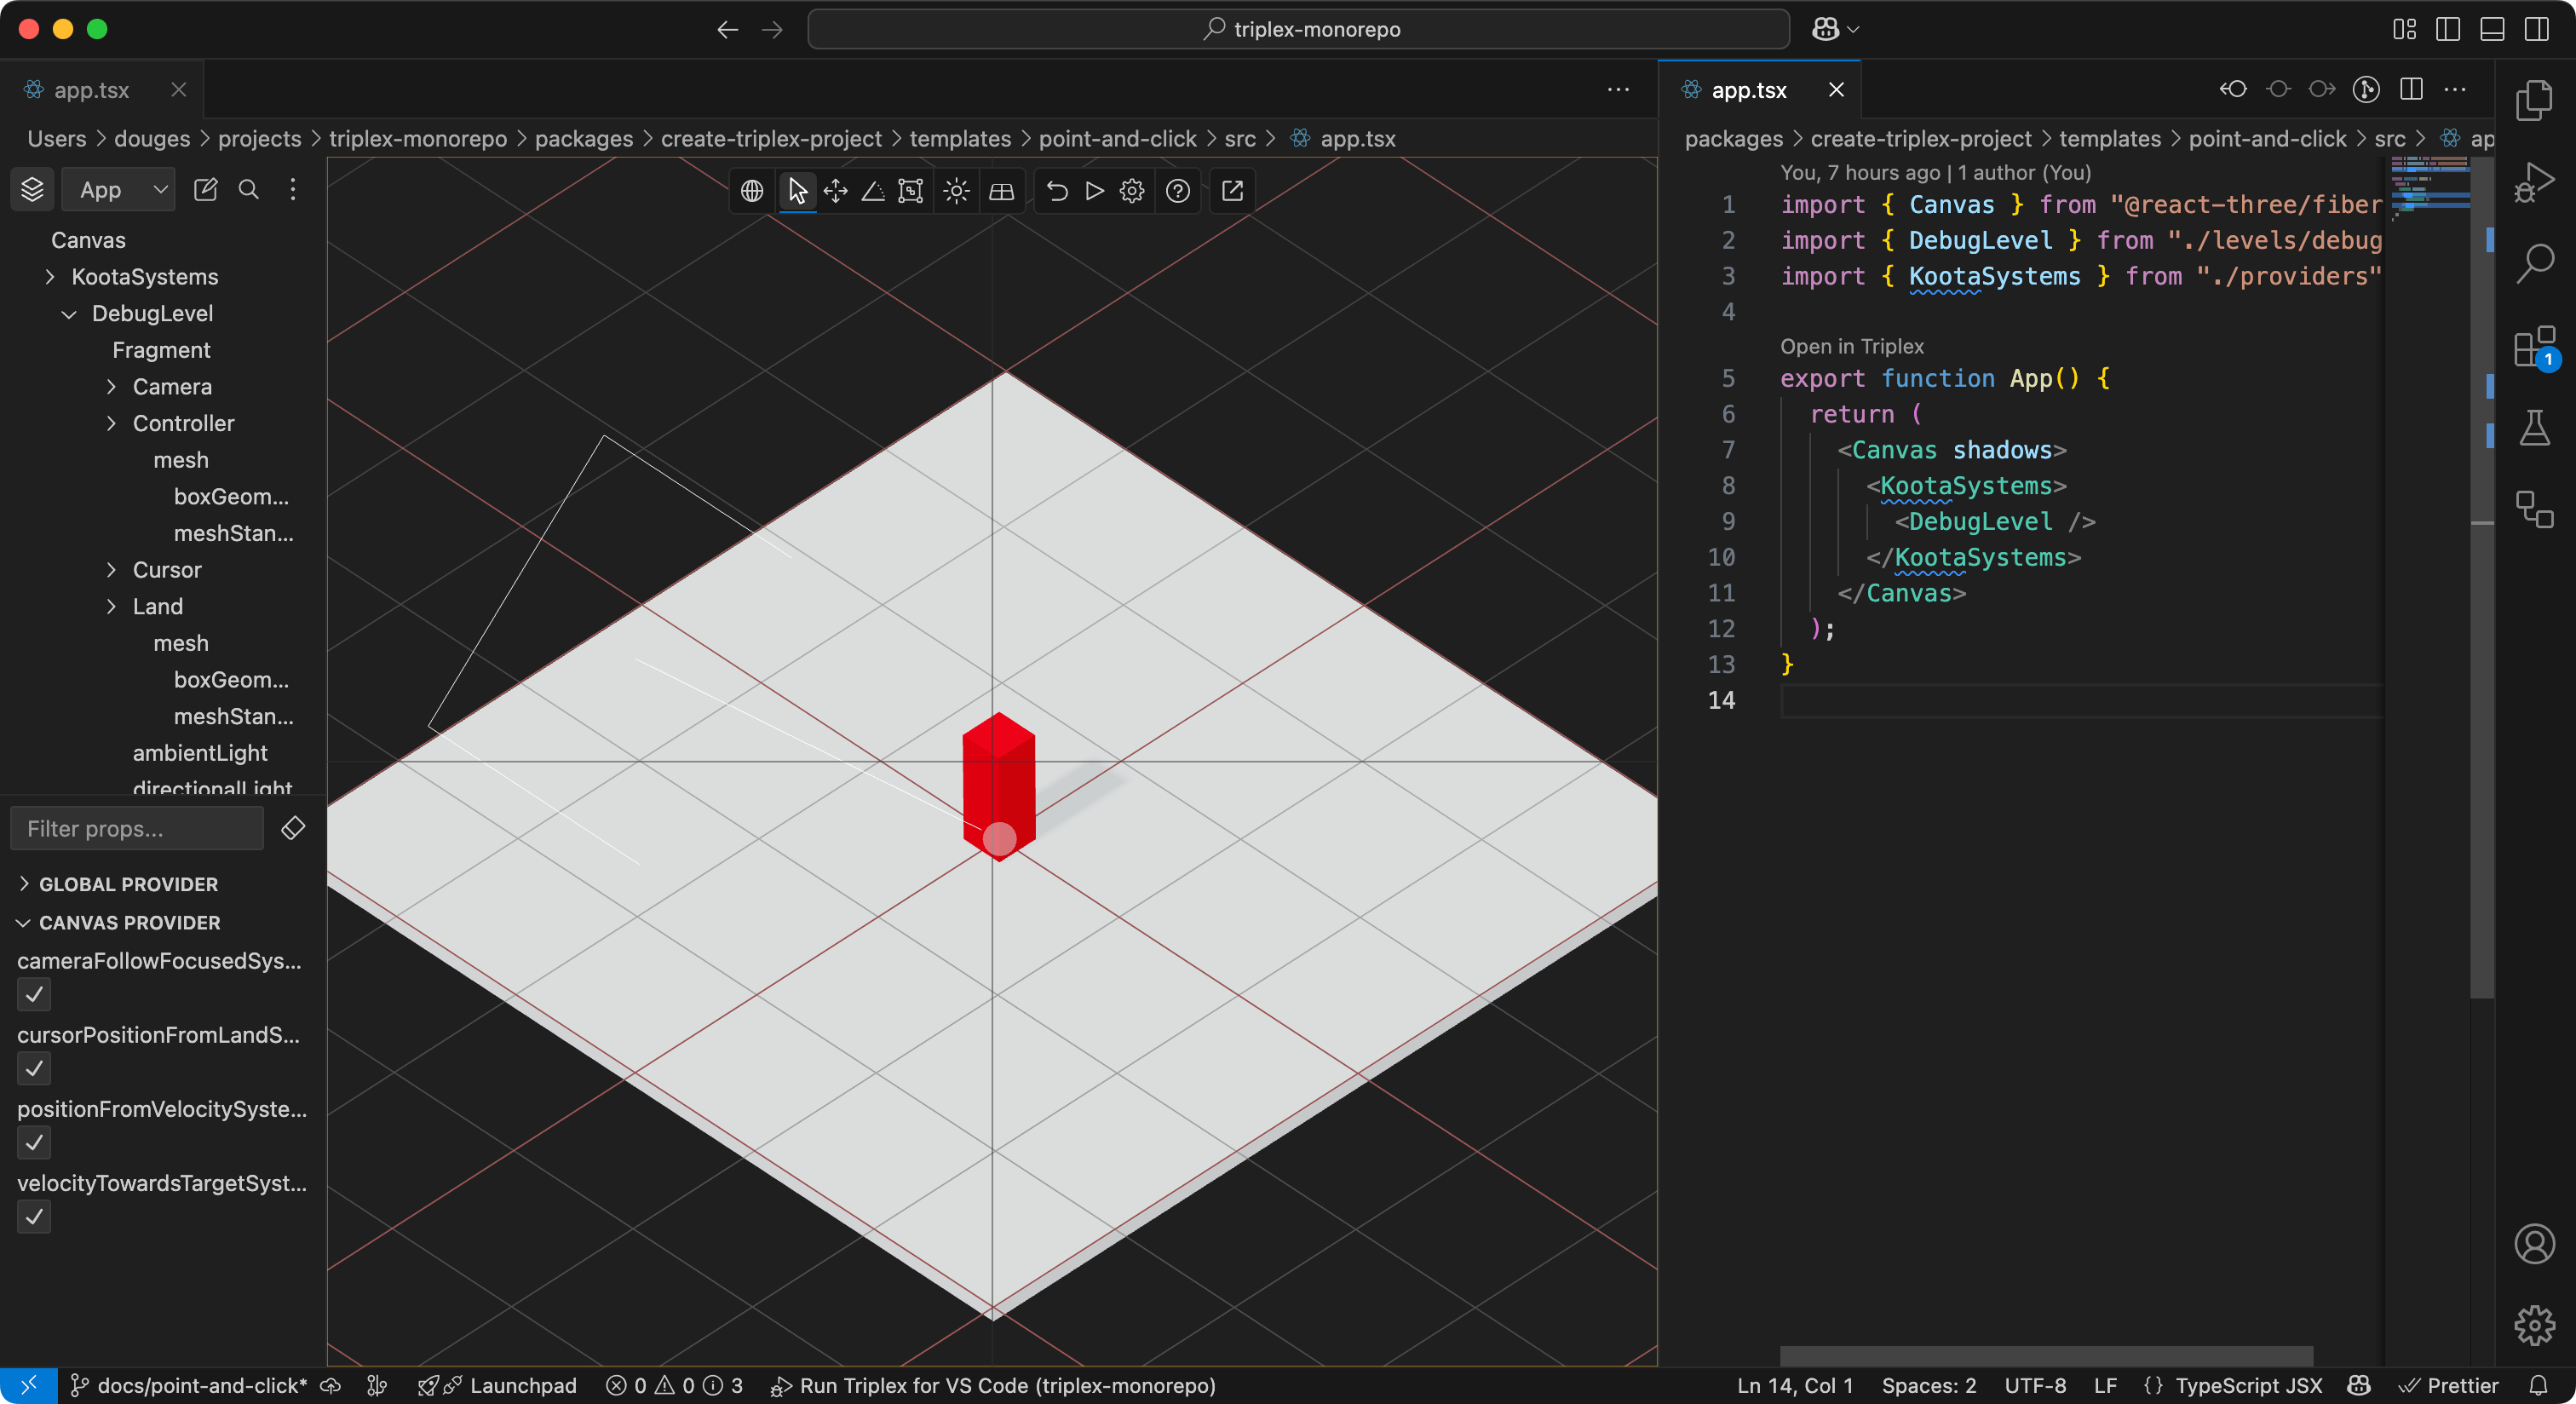 triplex-monorepo
app.tsx
Users > douges > projects > triplex-monorepo > packages > create-triplex-project > templates > point-and-click > src > app.tsx
App
Canvas
KootaSystems
DebugLevel
Fragment
Camera
Controller
mesh
boxGeom...
meshStan...
Cursor
Land
mesh
boxGeom...
meshStan...
ambientLight
directionalLight
Filter props...
GLOBAL PROVIDER
CANVAS PROVIDER
cameraFollowFocusedSys...
cursorPositionFromLandS...
positionFromVelocitySyste...
velocityTowardsTargetSyst...
app.tsx
packages > create-triplex-project > templates > point-and-click > src > ap
You, 7 hours ago | 1 author (You)
1 import { Canvas } from "@react-three/fiber
2 import { DebugLevel } from "./levels/debug
3 import { KootaSystems } from "./providers"
4
Open in Triplex
5 export function App() {
6 return (
7 <Canvas shadows>
8 <KootaSystems>
9 <DebugLevel />
10 </KootaSystems>
11 </Canvas>
12 );
13 }
14
1
docs/point-and-click* Launchpad 0 0 3 Run Triplex for VS Code (triplex-monorepo) Ln 14, Col 1 Spaces: 2 UTF-8 LF {} TypeScript JSX Prettier